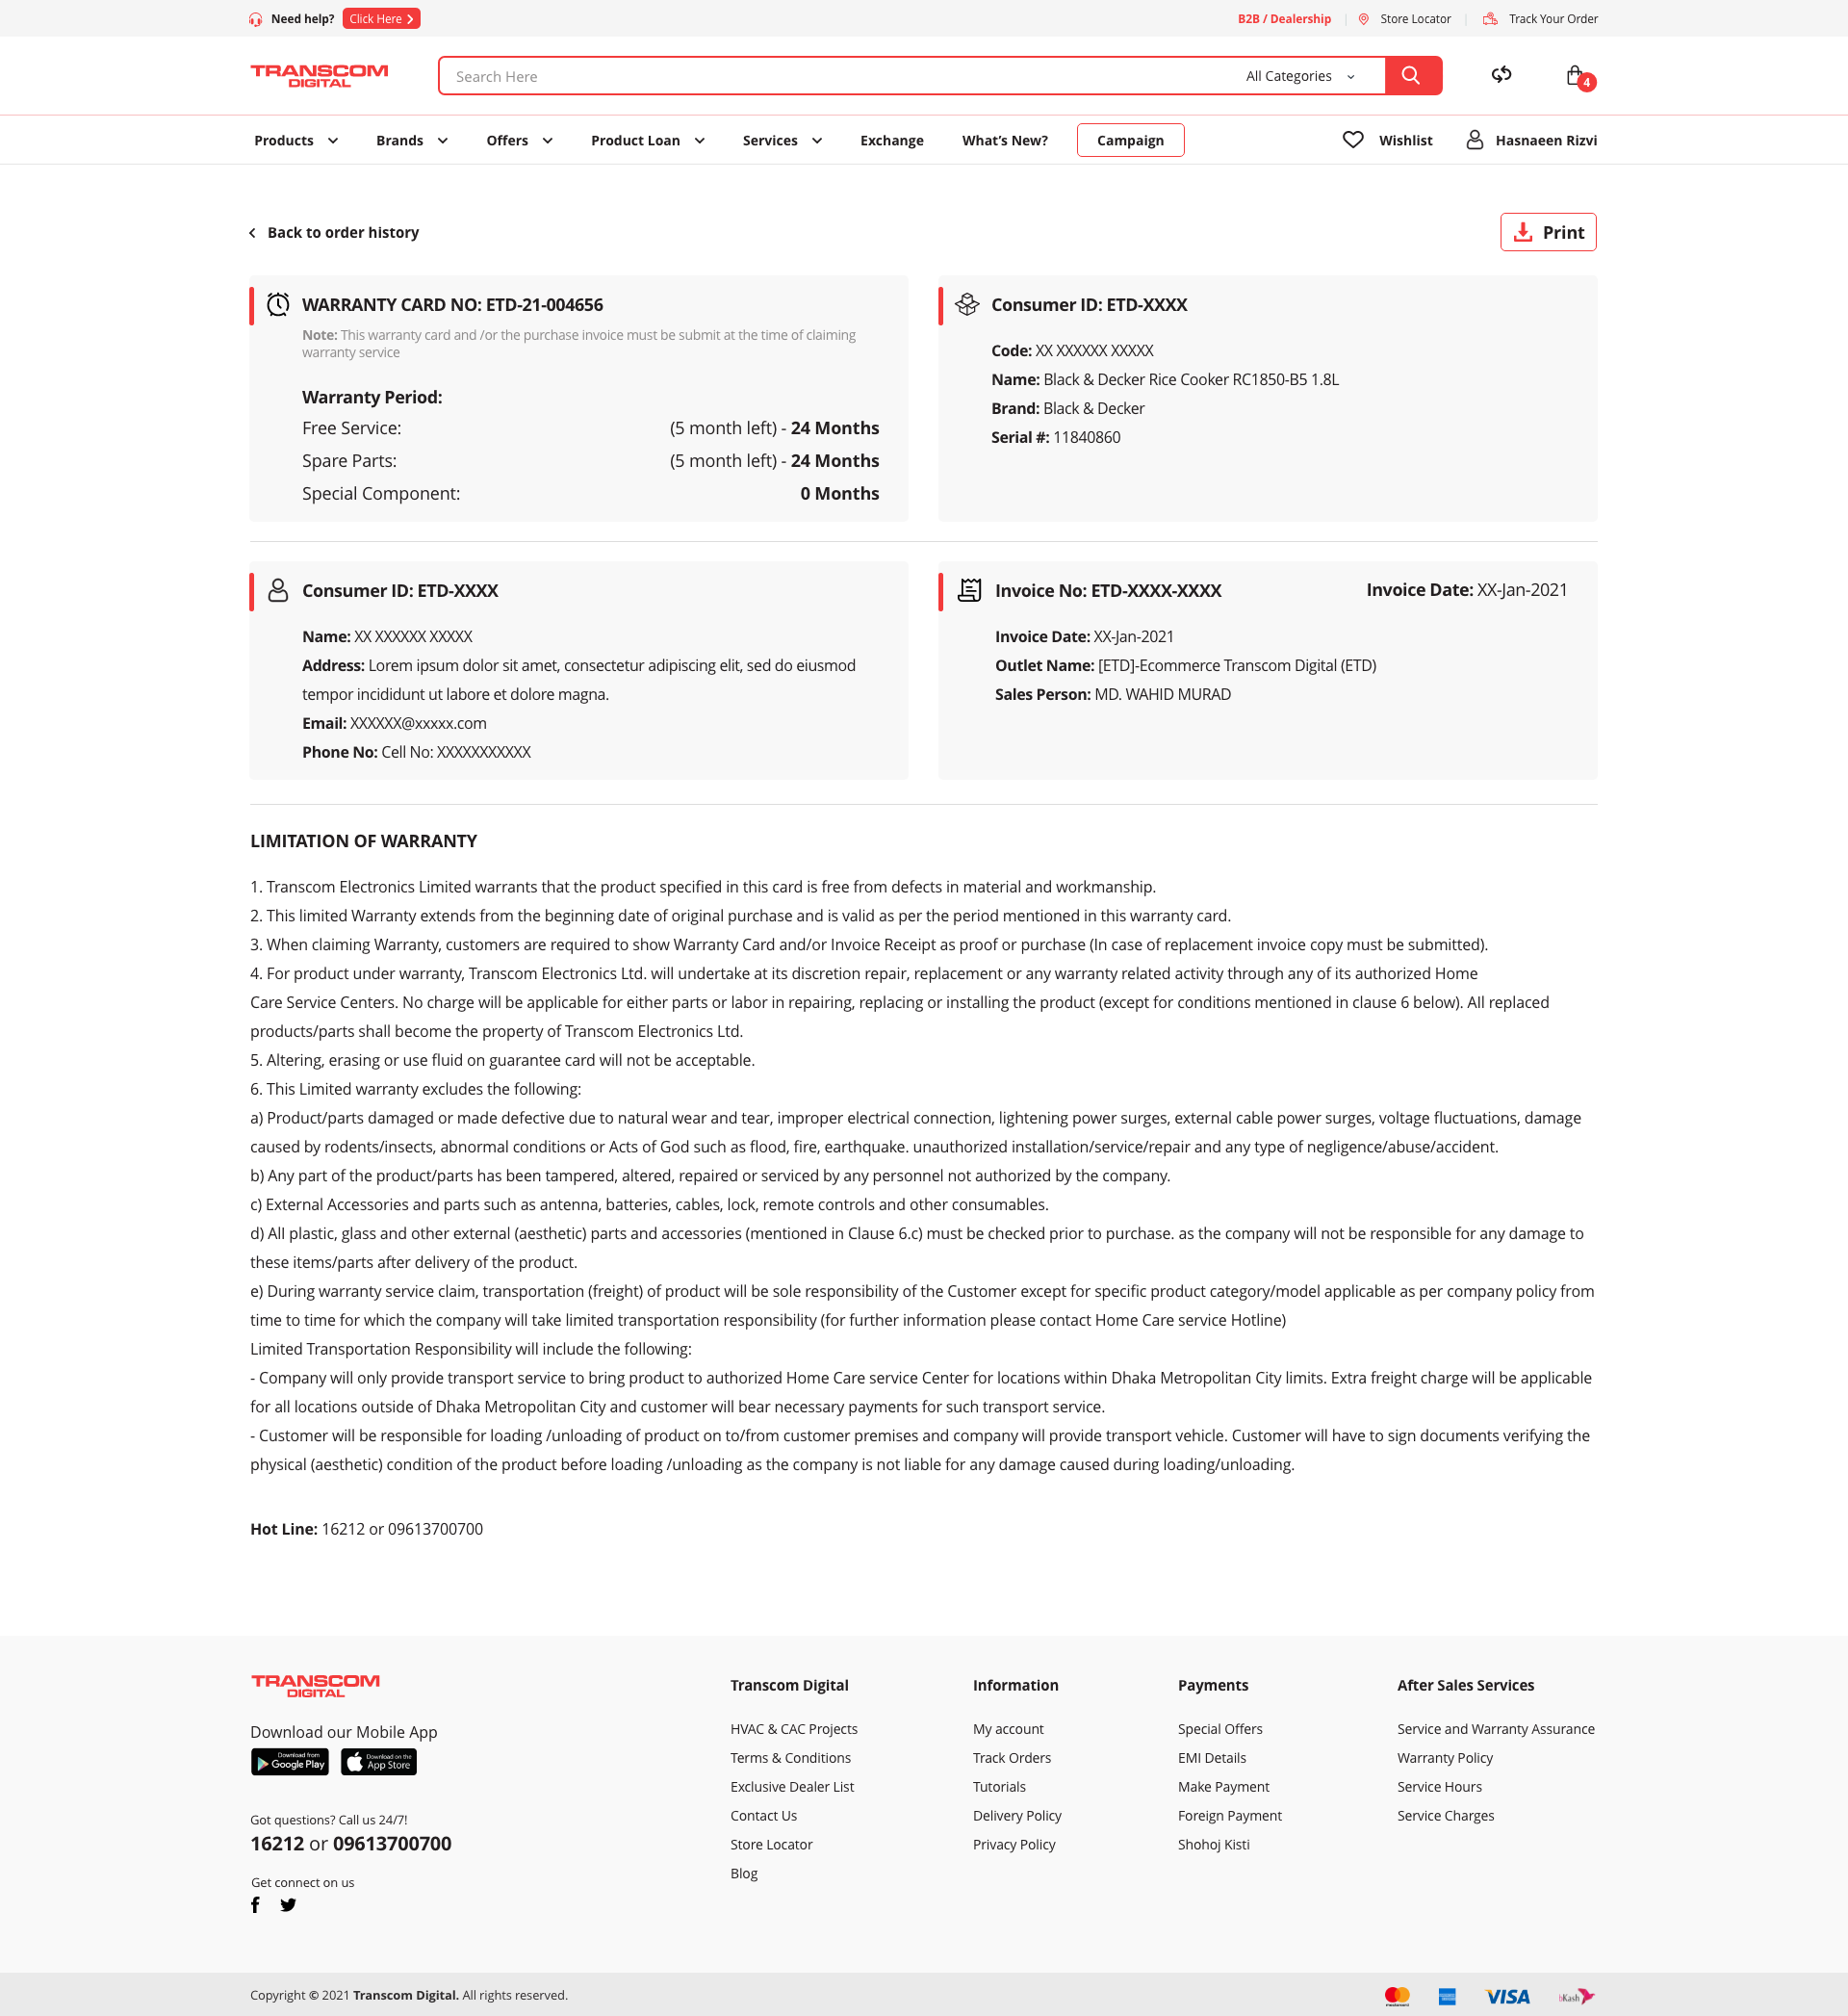 Need help? Click Here
B2B / Dealership Store Locator Track Your Order
TRANSCOM
DIGITAL
Search Here All Categories
4
Products Brands Offers Product Loan Services Exchange What's New? Campaign Wishlist Hasnaeen Rizvi
Back to order history
Print
WARRANTY CARD NO: ETD-21-004656
Note: This warranty card and /or the purchase invoice must be submit at the time of claiming
warranty service
Warranty Period:
Free Service: (5 month left) - 24 Months
Spare Parts: (5 month left) - 24 Months
Special Component: 0 Months
Consumer ID: ETD-XXXX
Code: XX XXXXXX XXXXX
Name: Black & Decker Rice Cooker RC1850-B5 1.8L
Brand: Black & Decker
Serial #: 11840860
Consumer ID: ETD-XXXX
Name: XX XXXXXX XXXXX
Address: Lorem ipsum dolor sit amet, consectetur adipiscing elit, sed do eiusmod
tempor incididunt ut labore et dolore magna.
Email: XXXXXX@xxxxx.com
Phone No: Cell No: XXXXXXXXXXX
Invoice No: ETD-XXXX-XXXX Invoice Date: XX-Jan-2021
Invoice Date: XX-Jan-2021
Outlet Name: [ETD]-Ecommerce Transcom Digital (ETD)
Sales Person: MD. WAHID MURAD
LIMITATION OF WARRANTY
1. Transcom Electronics Limited warrants that the product specified in this card is free from defects in material and workmanship.
2. This limited Warranty extends from the beginning date of original purchase and is valid as per the period mentioned in this warranty card.
3. When claiming Warranty, customers are required to show Warranty Card and/or Invoice Receipt as proof or purchase (In case of replacement invoice copy must be submitted).
4. For product under warranty, Transcom Electronics Ltd. will undertake at its discretion repair, replacement or any warranty related activity through any of its authorized Home
Care Service Centers. No charge will be applicable for either parts or labor in repairing, replacing or installing the product (except for conditions mentioned in clause 6 below). All replaced
products/parts shall become the property of Transcom Electronics Ltd.
5. Altering, erasing or use fluid on guarantee card will not be acceptable.
6. This Limited warranty excludes the following:
a) Product/parts damaged or made defective due to natural wear and tear, improper electrical connection, lightening power surges, external cable power surges, voltage fluctuations, damage
caused by rodents/insects, abnormal conditions or Acts of God such as flood, fire, earthquake. unauthorized installation/service/repair and any type of negligence/abuse/accident.
b) Any part of the product/parts has been tampered, altered, repaired or serviced by any personnel not authorized by the company.
c) External Accessories and parts such as antenna, batteries, cables, lock, remote controls and other consumables.
d) All plastic, glass and other external (aesthetic) parts and accessories (mentioned in Clause 6.c) must be checked prior to purchase. as the company will not be responsible for any damage to
these items/parts after delivery of the product.
e) During warranty service claim, transportation (freight) of product will be sole responsibility of the Customer except for specific product category/model applicable as per company policy from
time to time for which the company will take limited transportation responsibility (for further information please contact Home Care service Hotline)
Limited Transportation Responsibility will include the following:
- Company will only provide transport service to bring product to authorized Home Care service Center for locations within Dhaka Metropolitan City limits. Extra freight charge will be applicable
for all locations outside of Dhaka Metropolitan City and customer will bear necessary payments for such transport service.
- Customer will be responsible for loading /unloading of product on to/from customer premises and company will provide transport vehicle. Customer will have to sign documents verifying the
physical (aesthetic) condition of the product before loading /unloading as the company is not liable for any damage caused during loading/unloading.
Hot Line: 16212 or 09613700700
TRANSCOM
DIGITAL
Download our Mobile App
Download from
Google Play
Download on the
App Store
Got questions? Call us 24/7!
16212 or 09613700700
Get connect on us
Transcom Digital
HVAC & CAC Projects
Terms & Conditions
Exclusive Dealer List
Contact Us
Store Locator
Blog
Information
My account
Track Orders
Tutorials
Delivery Policy
Privacy Policy
Payments
Special Offers
EMI Details
Make Payment
Foreign Payment
Shohoj Kisti
After Sales Services
Service and Warranty Assurance
Warranty Policy
Service Hours
Service Charges
Copyright © 2021 Transcom Digital. All rights reserved.
mastercard
VISA
bKash